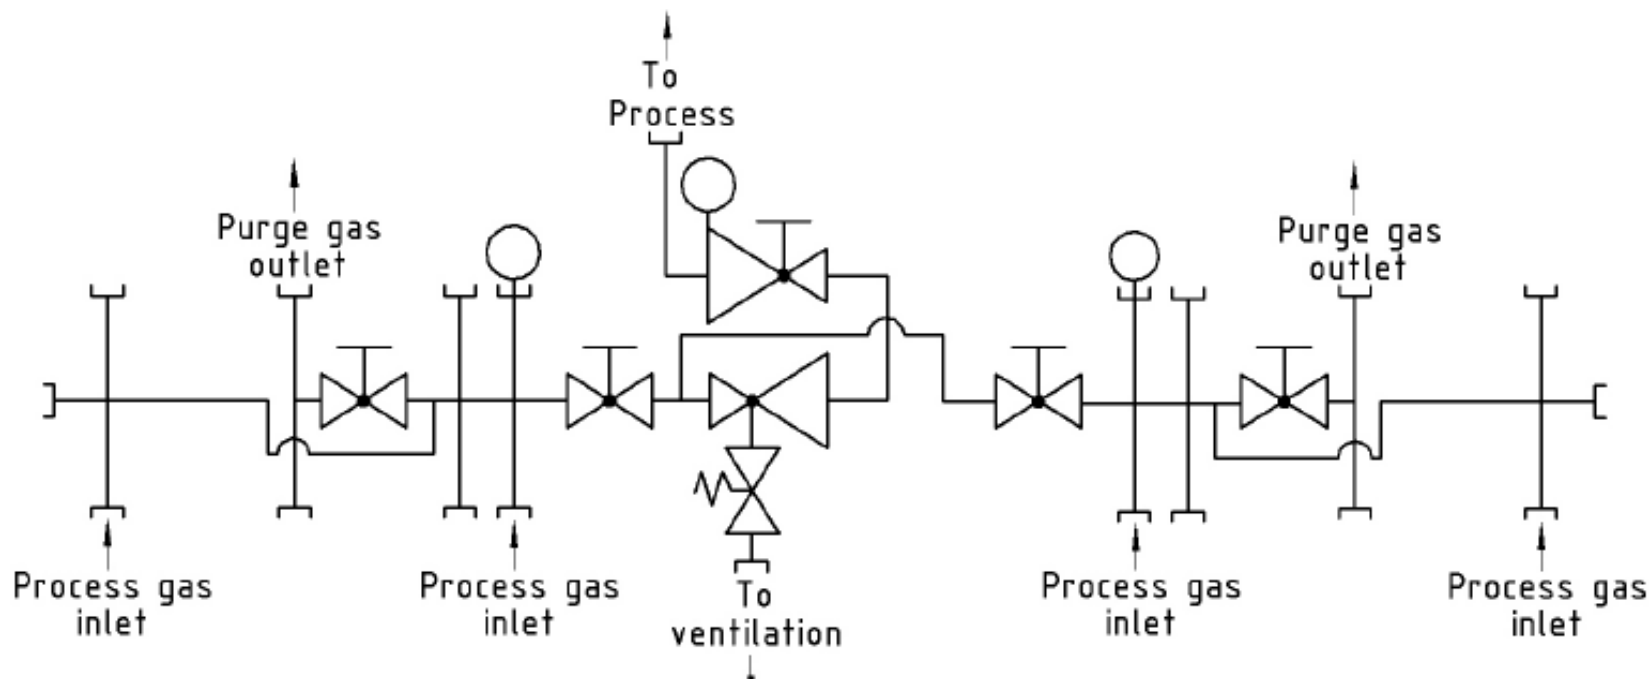 To
Process
Purge gas
outlet
Purge gas
outlet
Process gas
inlet
Process gas
inlet
To
ventilation
Process gas
inlet
Process gas
inlet